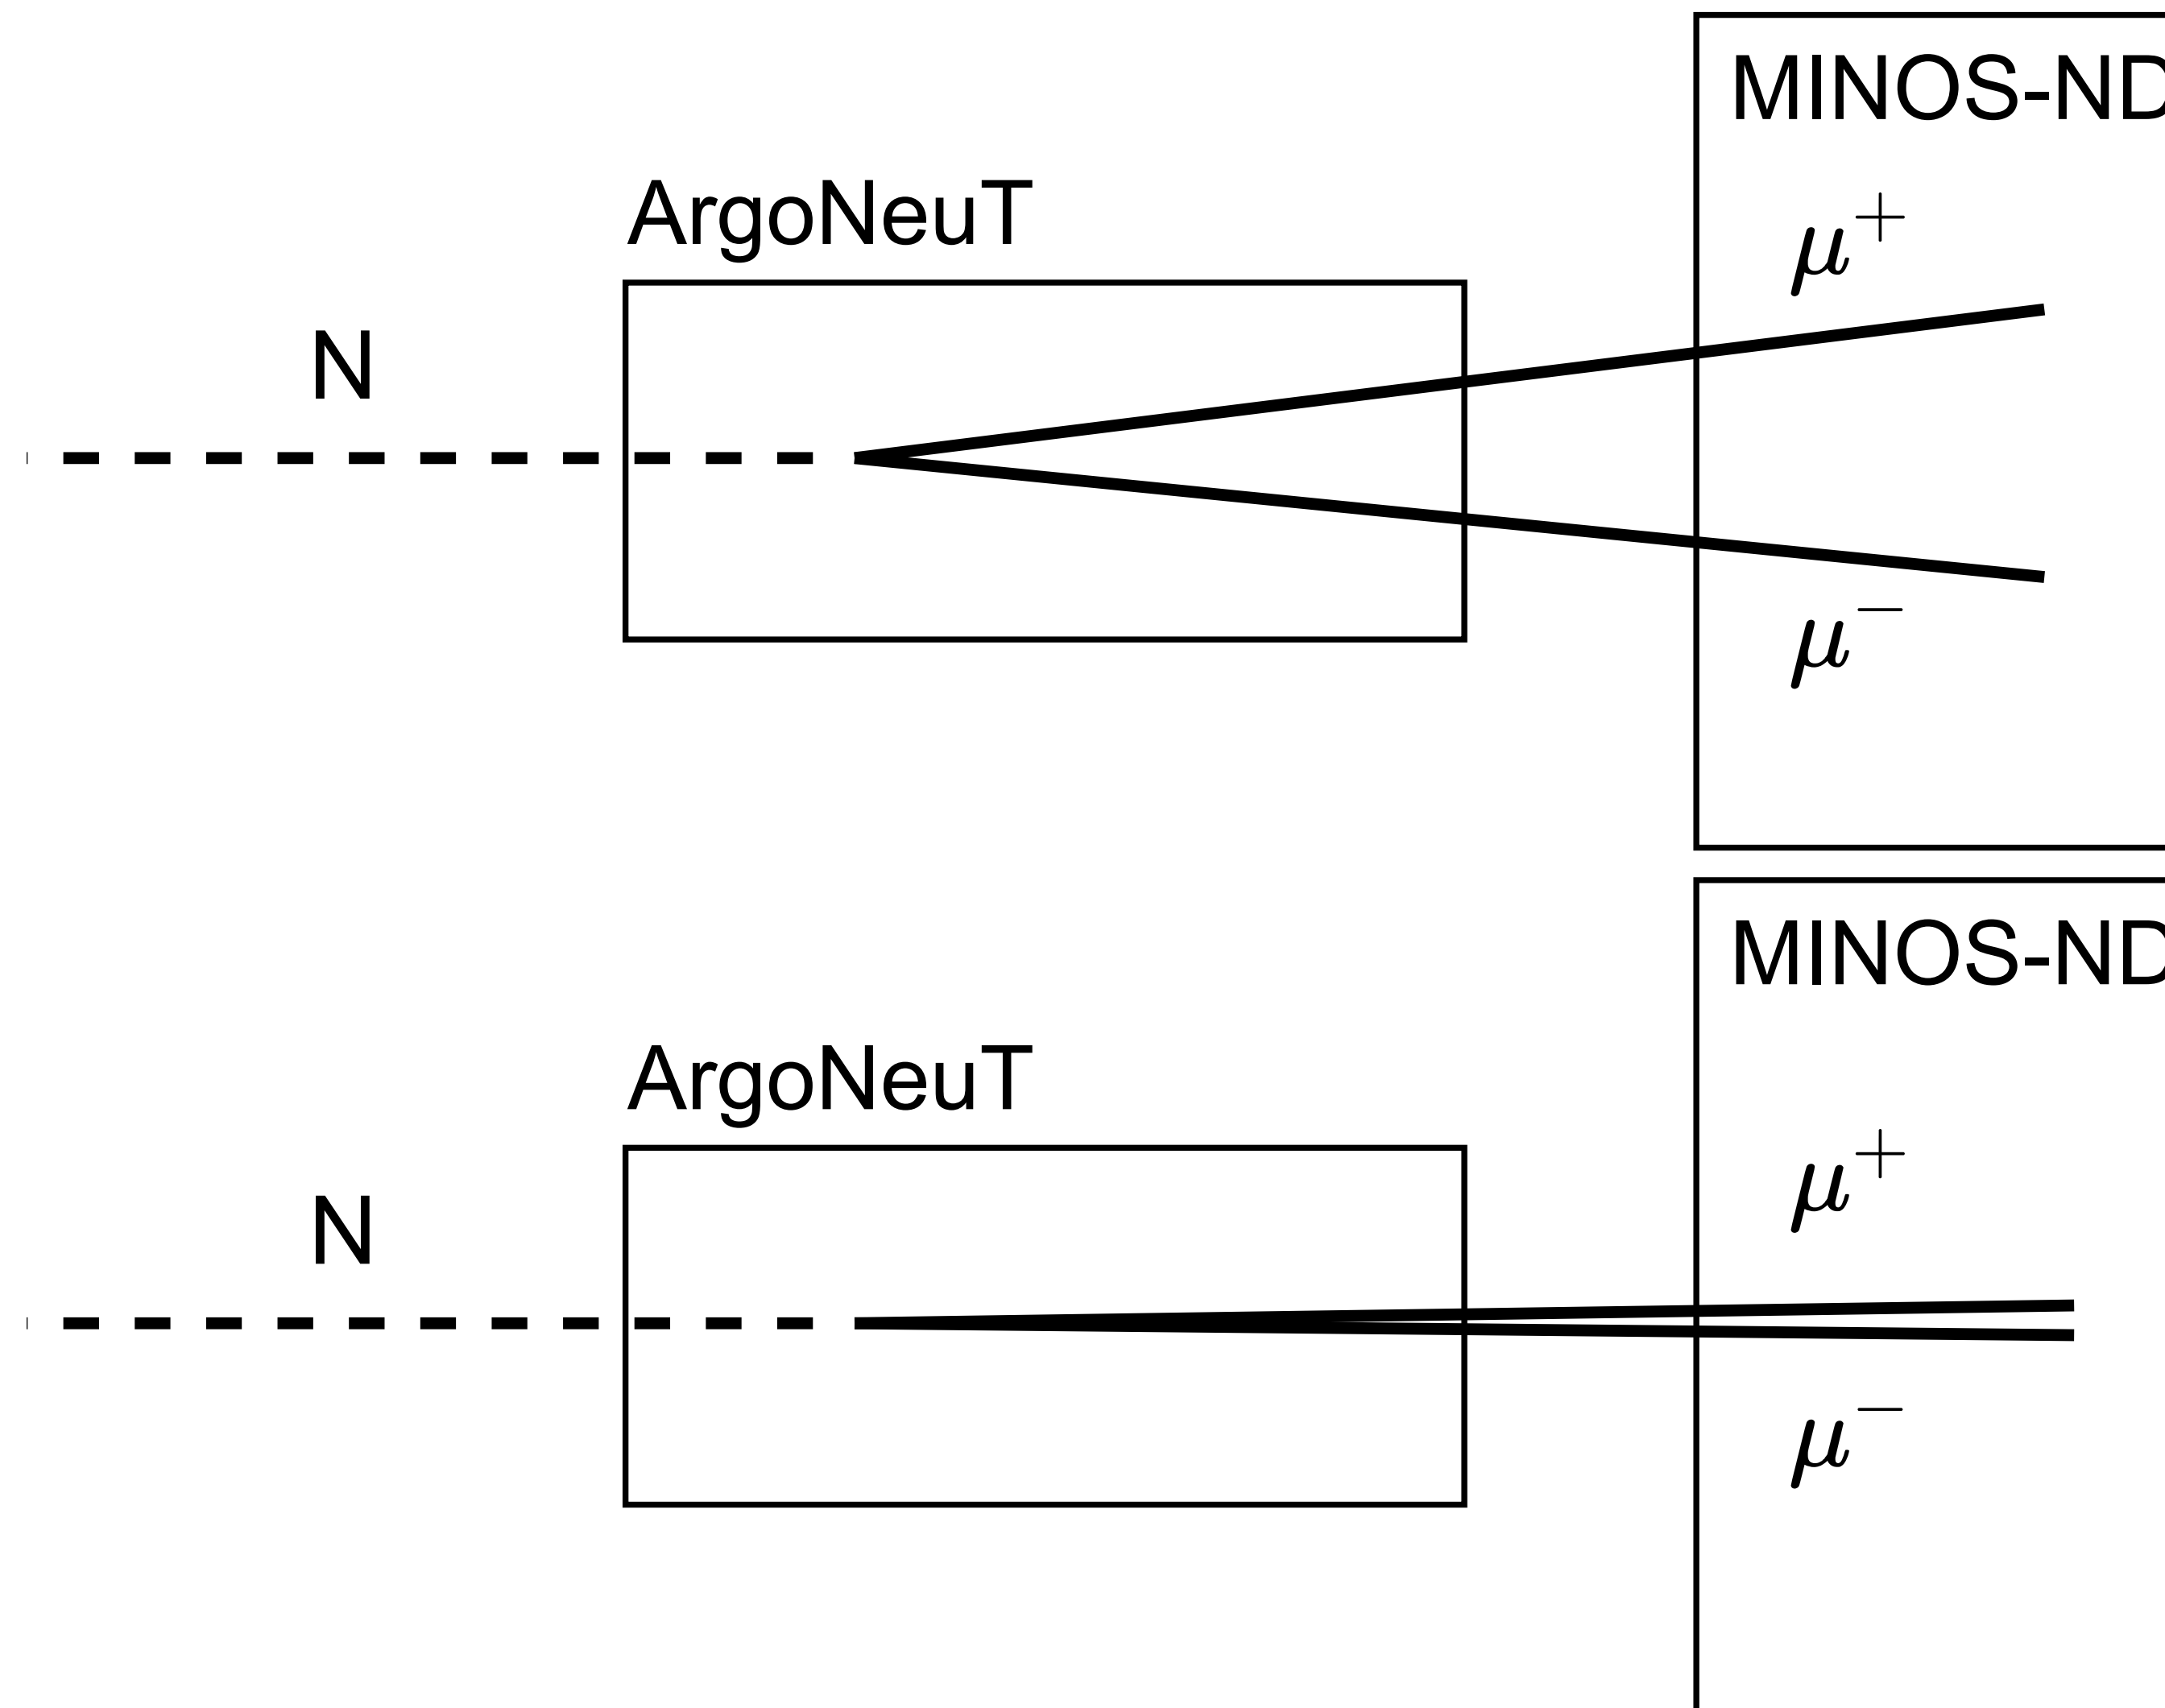 MINOS-ND
ArgoNeuT
μ⁺
N
μ⁻
MINOS-ND
ArgoNeuT
μ⁺
N
μ⁻